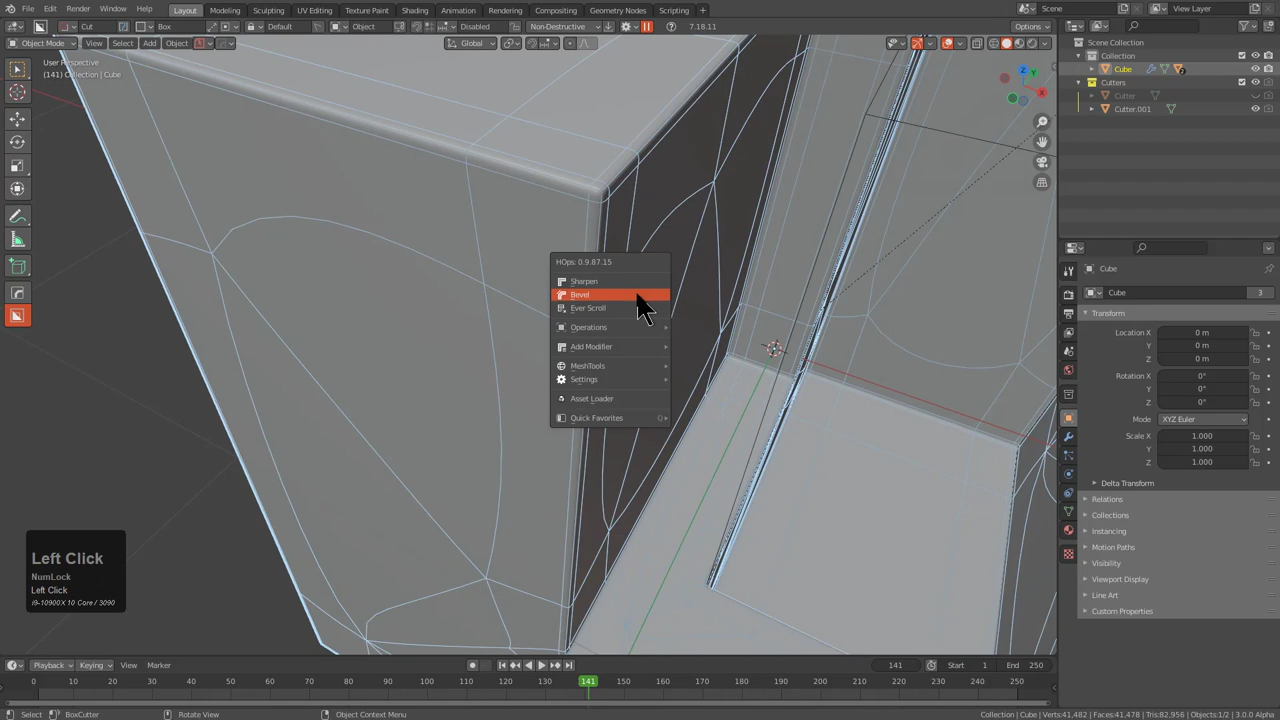 File Edit Render Window Help Layout Modeling Sculpting UV Editing Texture Paint Shading Animation Rendering Compositing Geometry Nodes Scripting + Scene View Layer
Cut Box Default Object Disabled Non-Destructive 7.18.11 Options
Object Mode View Select Add Object Global
User Perspective
(141) Collection | Cube
Scene Collection
Collection
Cube
Cutters
Cutter
Cutter.001
Z
Y
X
HOps: 0.9.87.15
Sharpen
Bevel
Ever Scroll
Operations
Add Modifier
MeshTools
Settings
Asset Loader
Quick Favorites Q
Cube
Cube 3
Transform
Location X 0 m
Y 0 m
Z 0 m
Rotation X 0°
Y 0°
Z 0°
Mode XYZ Euler
Scale X 1.000
Y 1.000
Z 1.000
Delta Transform
Relations
Collections
Instancing
Motion Paths
Visibility
Viewport Display
Line Art
Custom Properties
Left Click
NumLock
Left Click
i9-10900X 10 Core / 3090
Playback Keying View Marker 141 Start 1 End 250
0 10 20 30 40 50 60 70 80 90 100 110 120 130 141 150 160 170 180 190 200 210 220 230 240 250
Select BoxCutter Rotate View Object Context Menu Collection | Cube | Verts:41,482 | Faces:41,478 | Tris:82,956 | Objects:1/2 | 3.0.0 Alpha